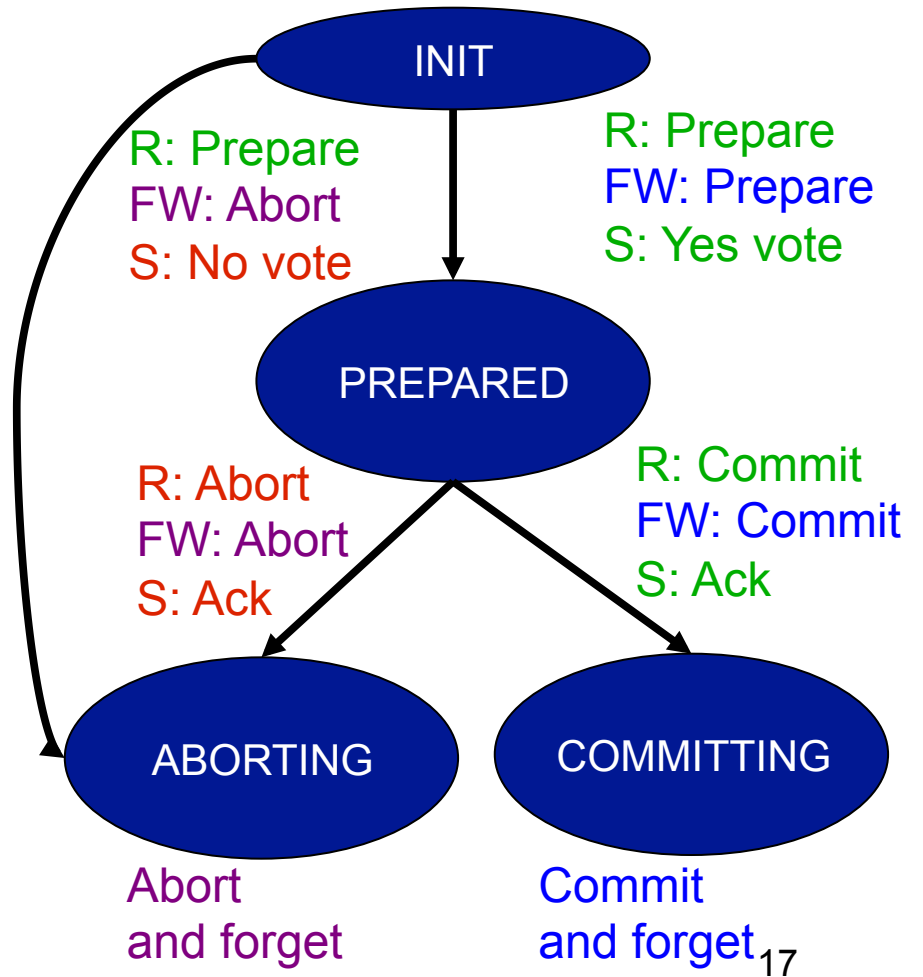 INIT
R: Prepare
FW: Abort
S: No vote
R: Prepare
FW: Prepare
S: Yes vote
PREPARED
R: Abort
FW: Abort
S: Ack
R: Commit
FW: Commit
S: Ack
ABORTING
COMMITTING
Abort
and forget
Commit
and forget
17